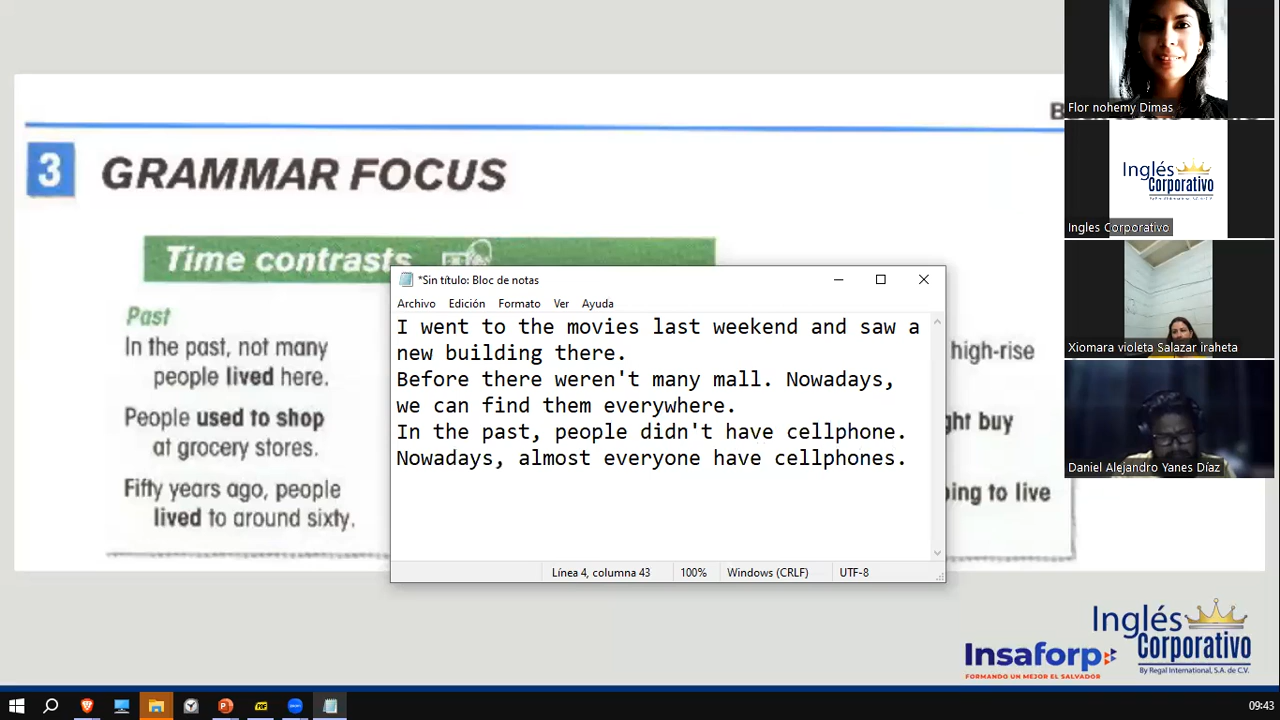 3 GRAMMAR FOCUS
Time contrasts
Past
In the past, not many
people lived here.
People used to shop
at grocery stores.
Fifty years ago, people
lived to around sixty.
high-rise
ght buy
ing to live
*Sin título: Bloc de notas
Archivo Edición Formato Ver Ayuda
I went to the movies last weekend and saw a
new building there.
Before there weren't many mall. Nowadays,
we can find them everywhere.
In the past, people didn't have cellphone.
Nowadays, almost everyone have cellphones.
Línea 4, columna 43 100% Windows (CRLF) UTF-8
Flor nohemy Dimas
Inglés
Corporativo
Ingles Corporativo
Xiomara violeta Salazar iraheta
Daniel Alejandro Yanes Díaz
Insaforp
FORMANDO UN MEJOR EL SALVADOR
Inglés
Corporativo
By Regal International, S.A. de C.V.
09:43